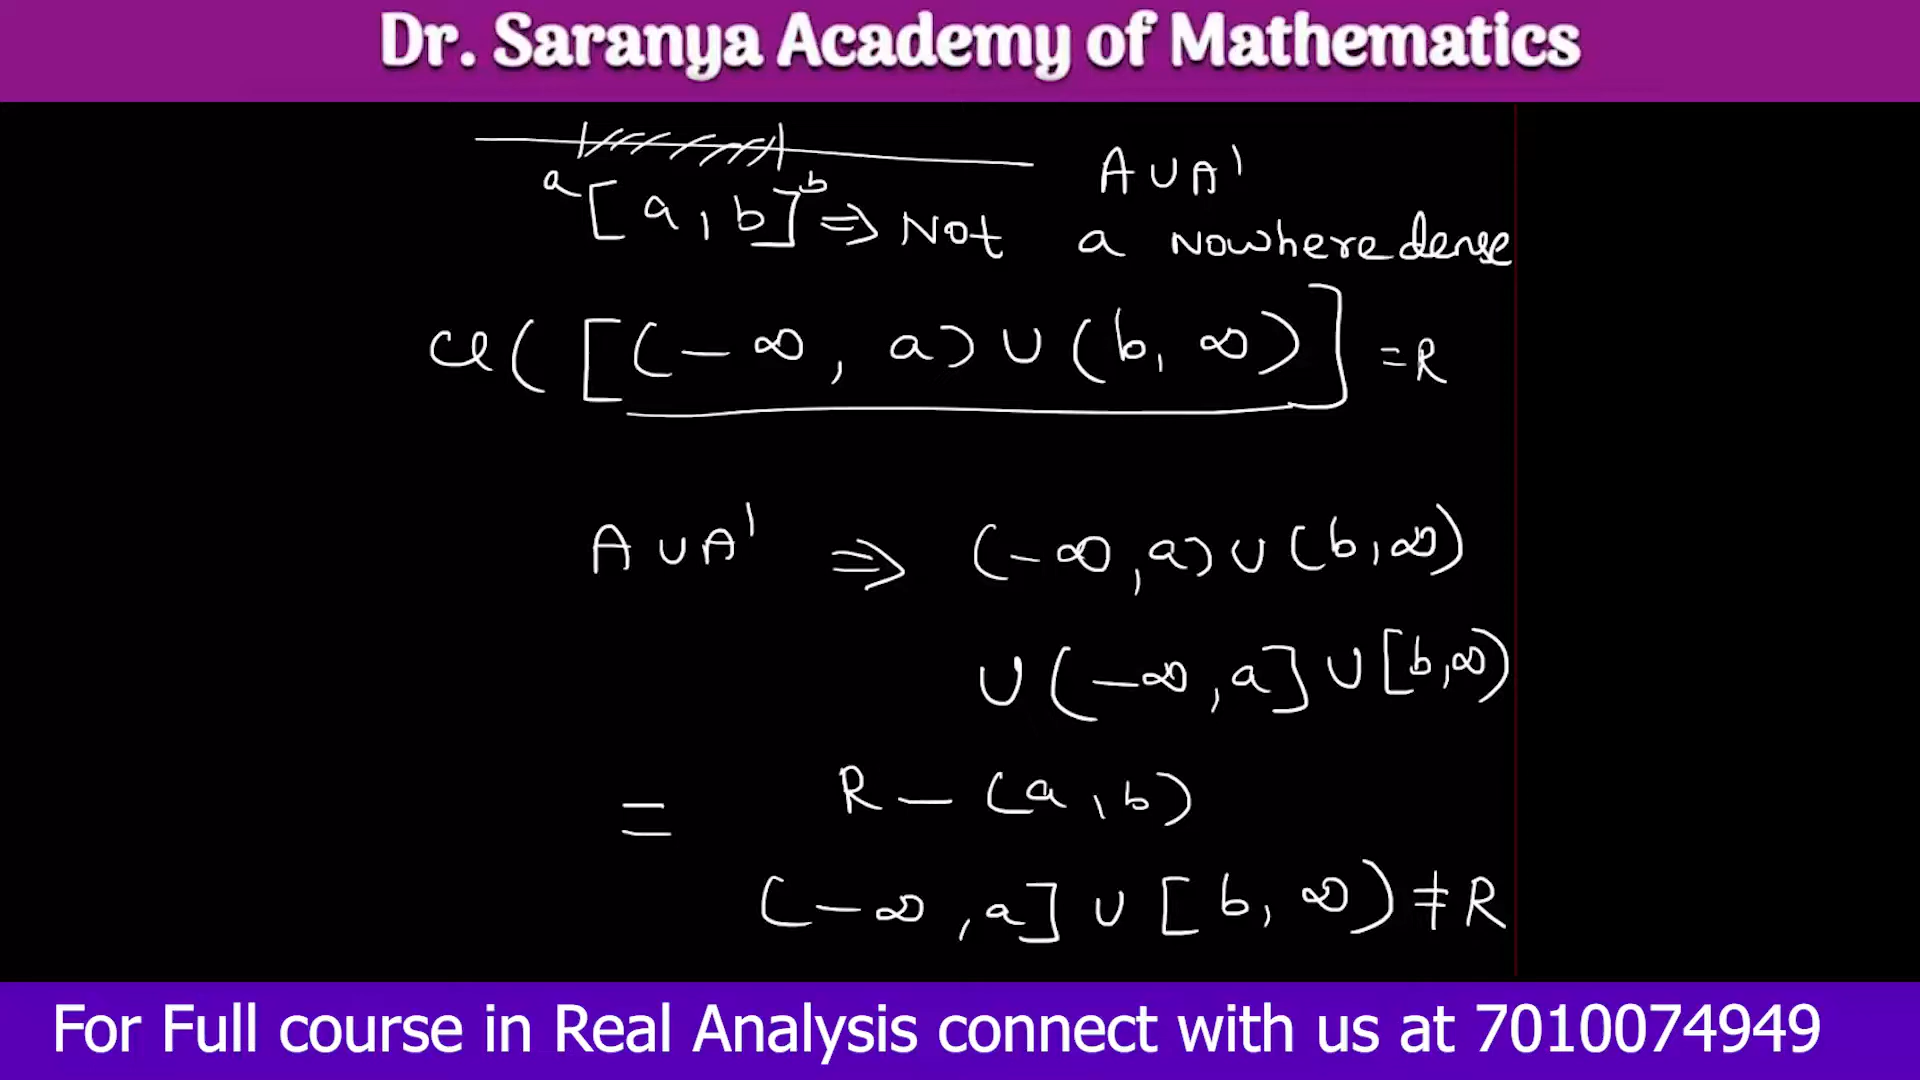 Dr. Saranya Academy of Mathematics
A ∪ A'
a [a, b] b ⇒ Not a nowhere dense
cl ( [(-∞, a) ∪ (b, ∞)] = R
A ∪ A' ⇒ (-∞, a) ∪ (b, ∞)
∪ (-∞, a] ∪ [b, ∞)
= R - (a, b)
(-∞, a] ∪ [b, ∞) ≠ R
For Full course in Real Analysis connect with us at 7010074949